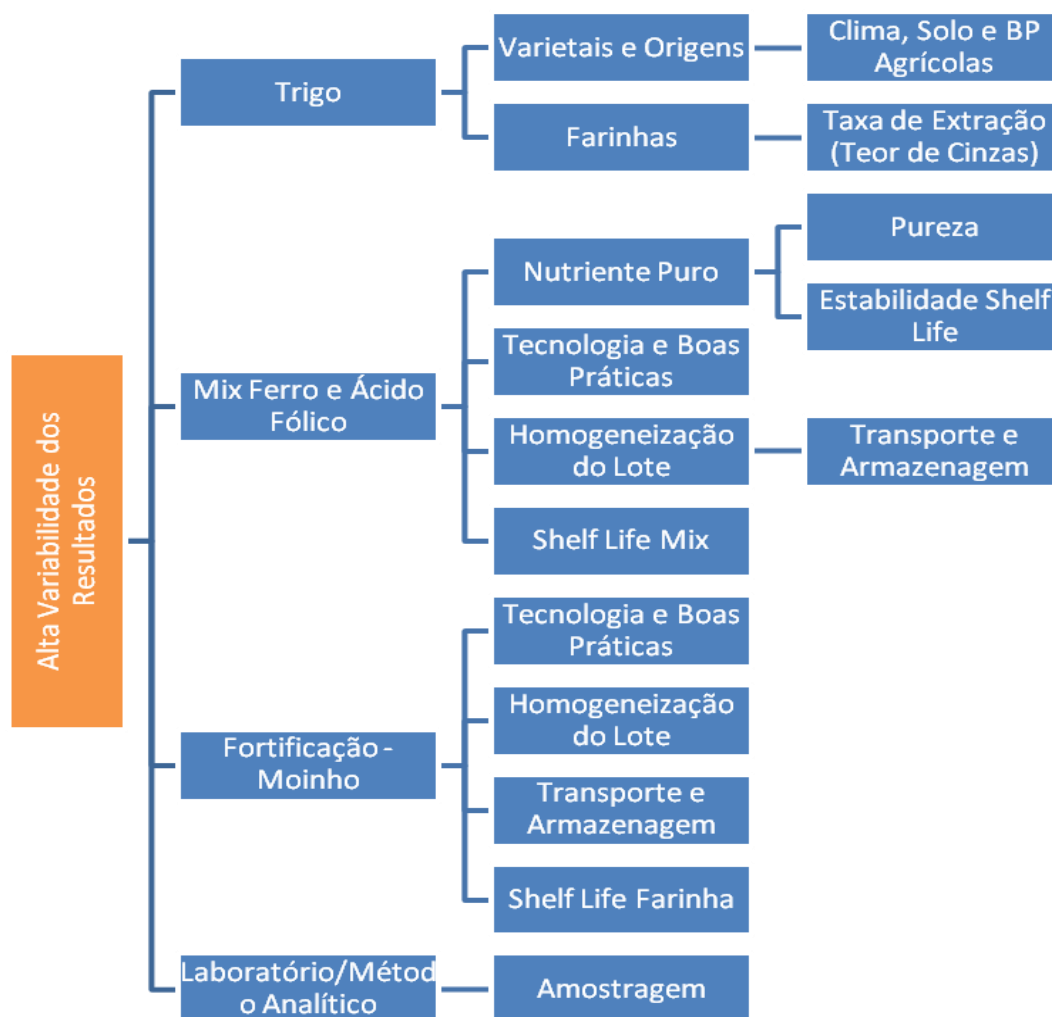 Alta Variabilidade dos
Resultados
Trigo
Varietais e Origens
Clima, Solo e BP
Agrícolas
Farinhas
Taxa de Extração
(Teor de Cinzas)
Mix Ferro e Ácido
Fólico
Nutriente Puro
Pureza
Estabilidade Shelf
Life
Tecnologia e Boas
Práticas
Homogeneização
do Lote
Transporte e
Armazenagem
Shelf Life Mix
Fortificação -
Moinho
Tecnologia e Boas
Práticas
Homogeneização
do Lote
Transporte e
Armazenagem
Shelf Life Farinha
Laboratório/Métod
o Analítico
Amostragem